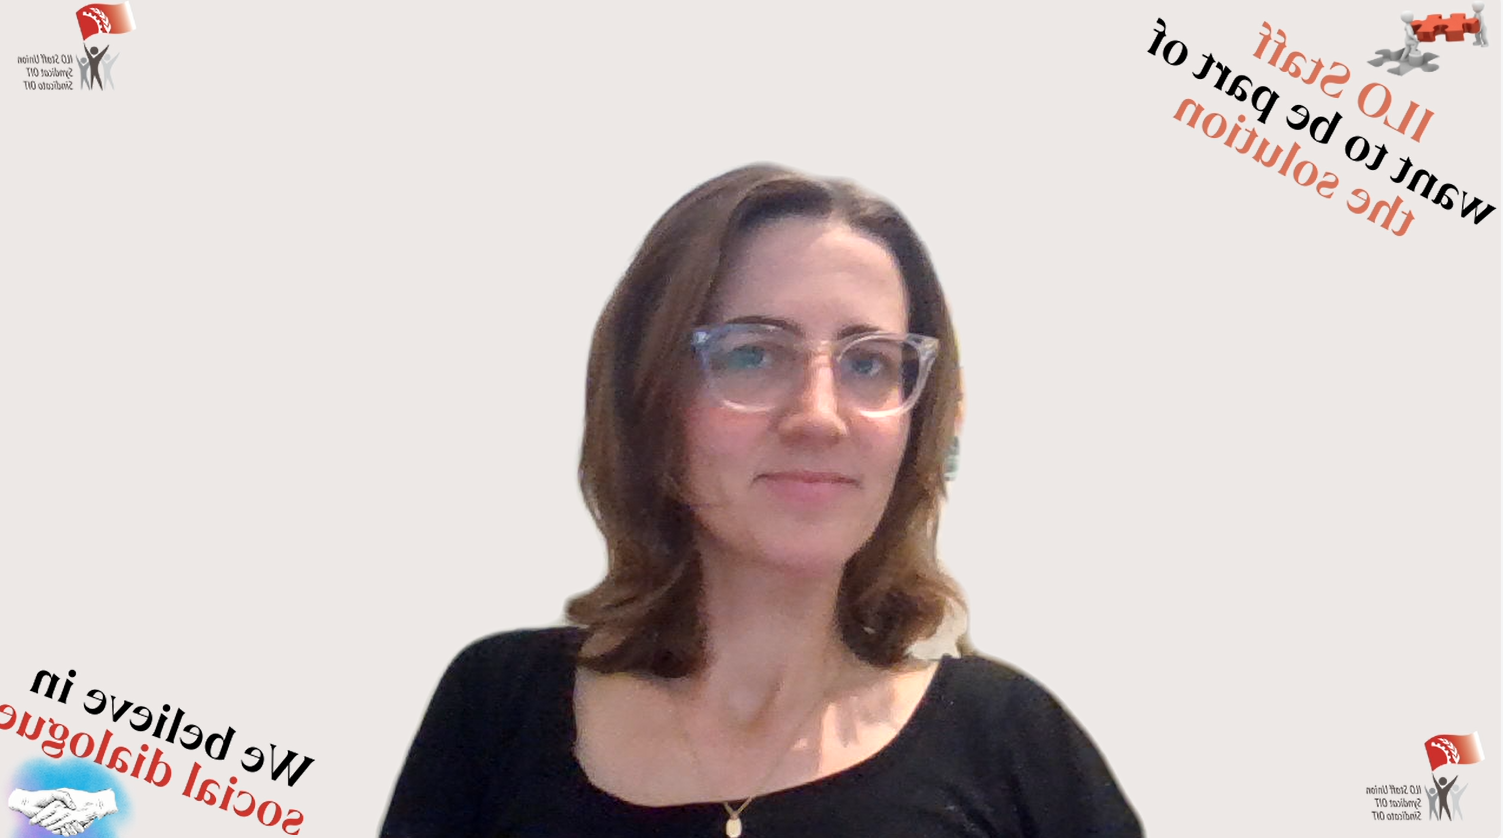 ILO Staff Union
Syndicat OIT
Sindicato OIT
ILO Staff
want to be part of
the solution
We believe in
social dialogue
ILO Staff Union
Syndicat OIT
Sindicato OIT